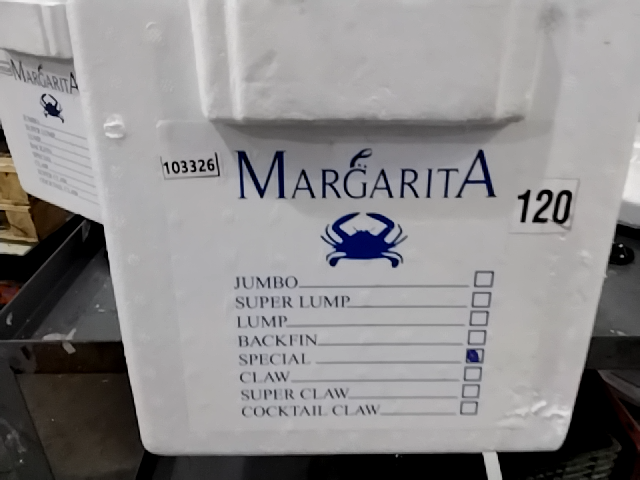 103326
MARGARITA
120
JUMBO
SUPER LUMP
LUMP
BACKFIN
SPECIAL
CLAW
SUPER CLAW
COCKTAIL CLAW
MARGARITA